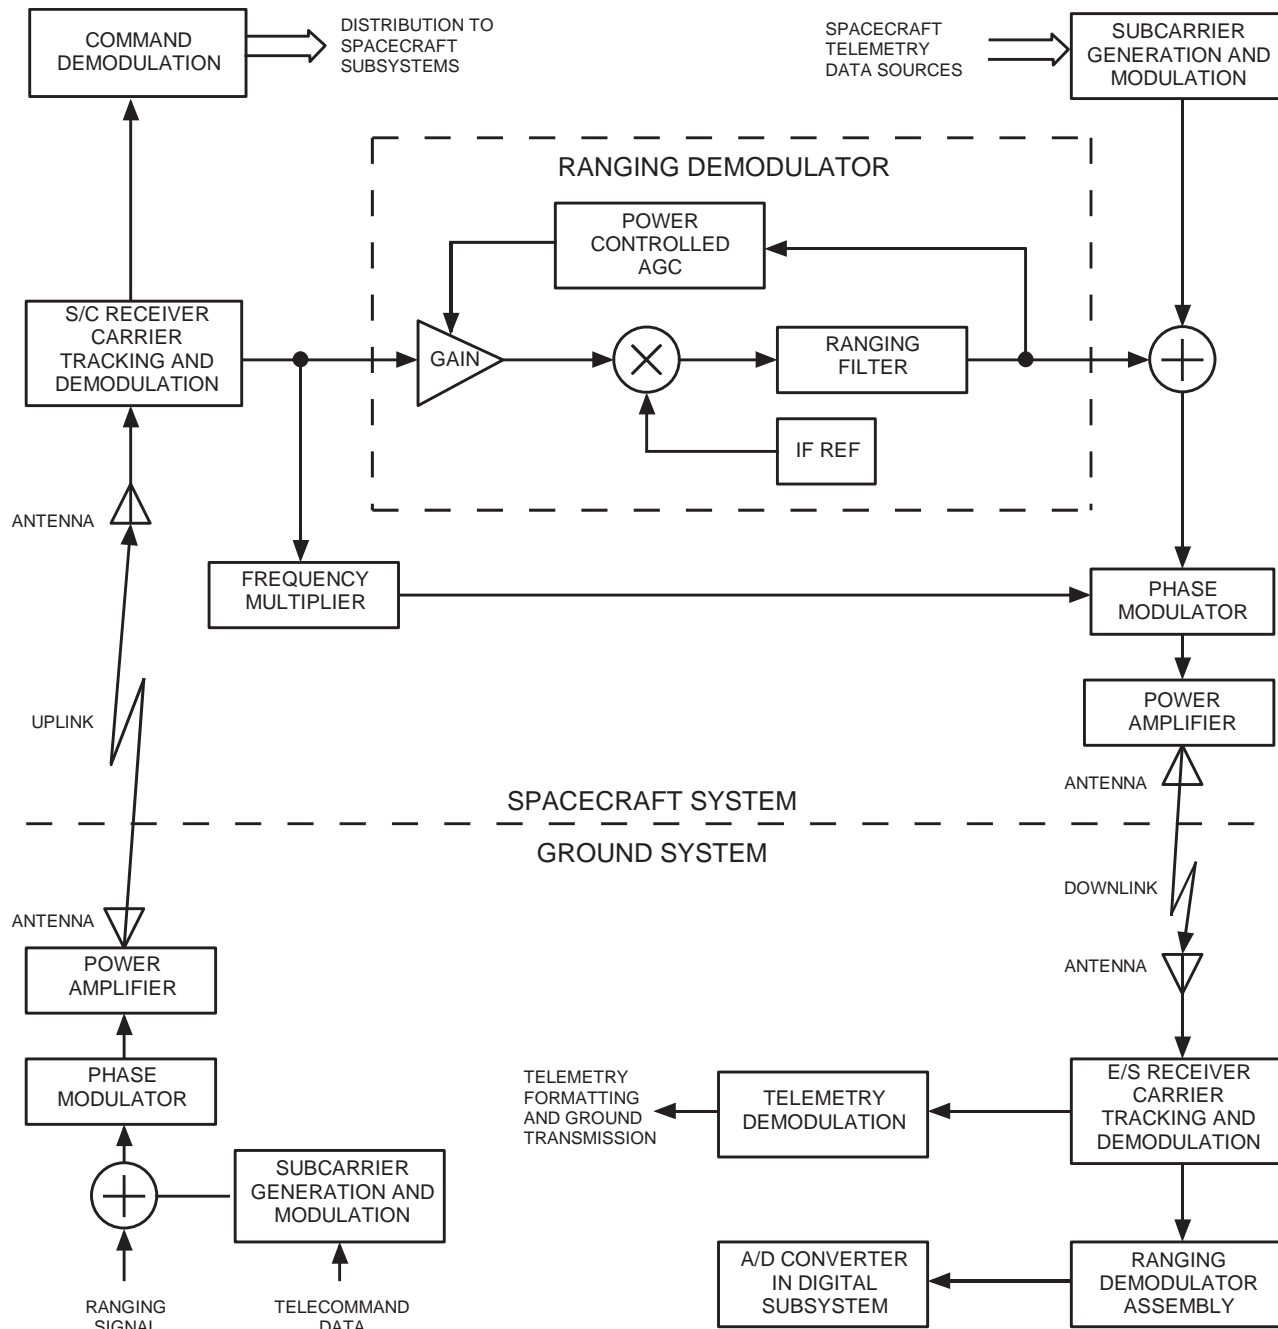 COMMAND
DEMODULATION
DISTRIBUTION TO
SPACECRAFT
SUBSYSTEMS
SPACECRAFT
TELEMETRY
DATA SOURCES
SUBCARRIER
GENERATION AND
MODULATION
RANGING DEMODULATOR
POWER
CONTROLLED
AGC
S/C RECEIVER
CARRIER
TRACKING AND
DEMODULATION
GAIN
RANGING
FILTER
IF REF
ANTENNA
FREQUENCY
MULTIPLIER
PHASE
MODULATOR
UPLINK
POWER
AMPLIFIER
ANTENNA
SPACECRAFT SYSTEM
GROUND SYSTEM
DOWNLINK
ANTENNA
POWER
AMPLIFIER
ANTENNA
PHASE
MODULATOR
TELEMETRY
FORMATTING
AND GROUND
TRANSMISSION
TELEMETRY
DEMODULATION
E/S RECEIVER
CARRIER
TRACKING AND
DEMODULATION
SUBCARRIER
GENERATION AND
MODULATION
A/D CONVERTER
IN DIGITAL
SUBSYSTEM
RANGING
DEMODULATOR
ASSEMBLY
RANGING
SIGNAL
TELECOMMAND
DATA